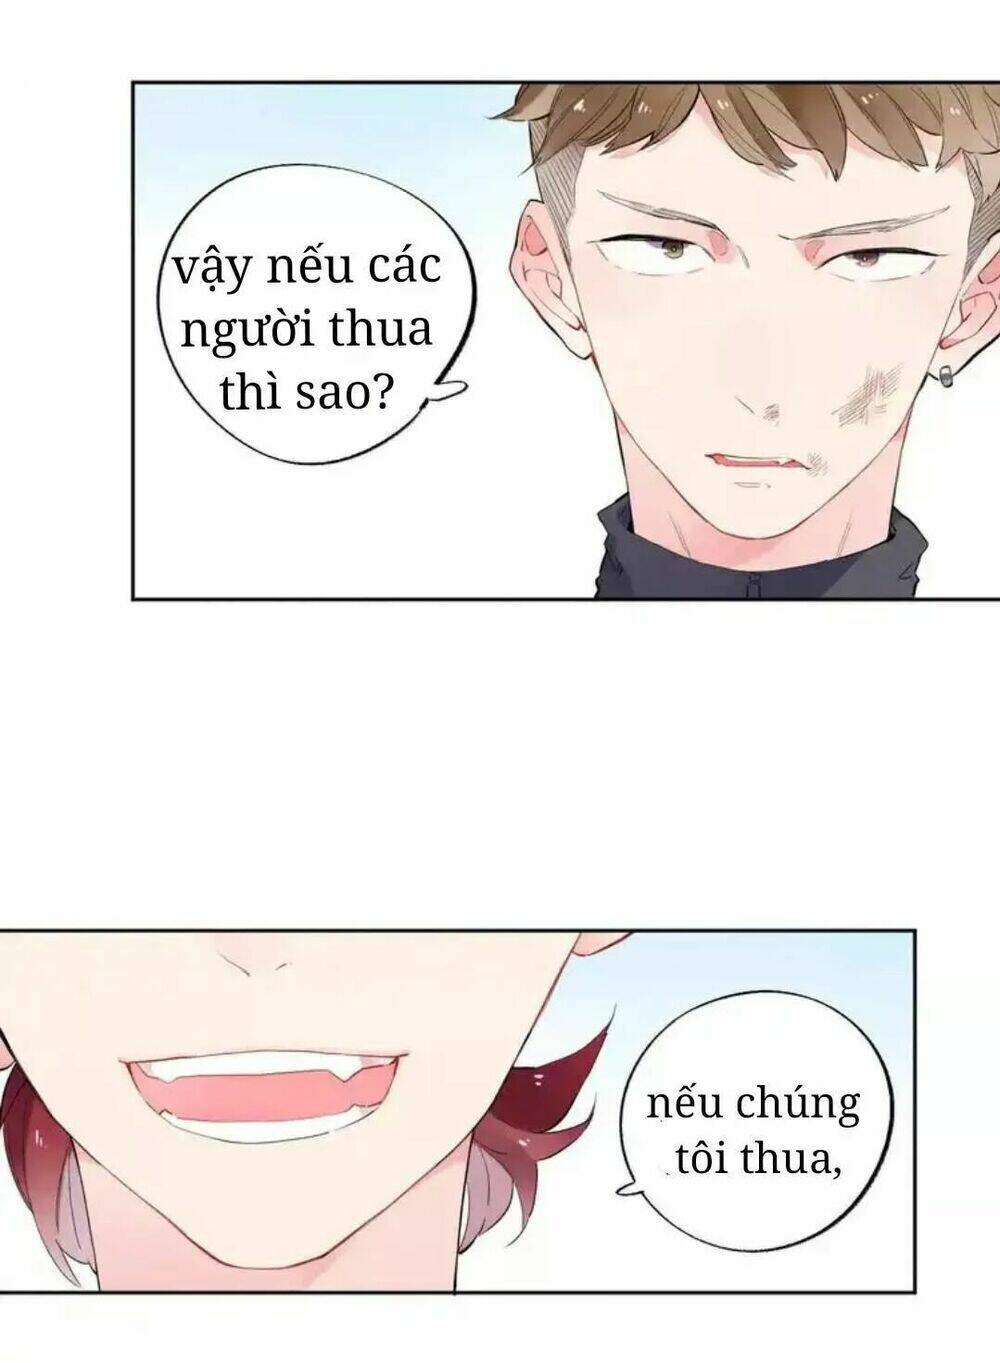 vậy nếu các
người thua
thì sao?
nếu chúng
tôi thua,